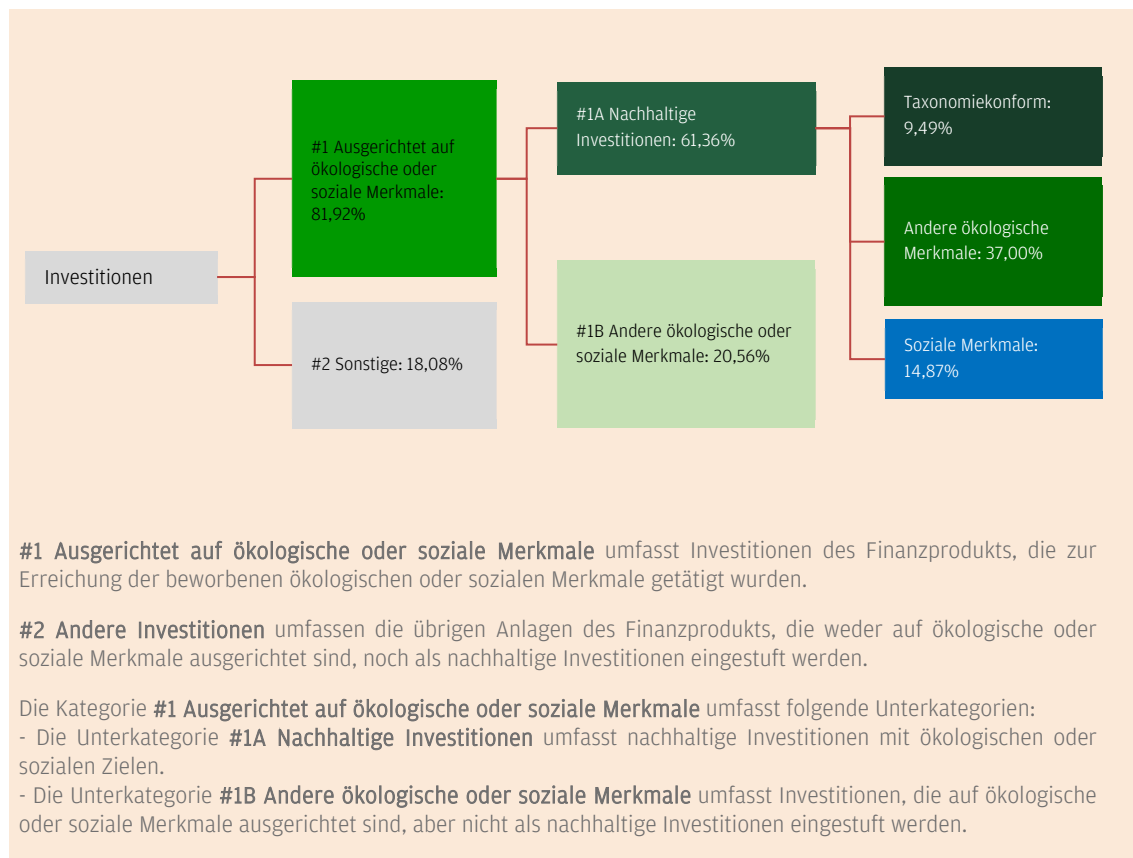 Investitionen
#1 Ausgerichtet auf
ökologische oder
soziale Merkmale:
81,92%
#2 Sonstige: 18,08%
#1A Nachhaltige
Investitionen: 61,36%
#1B Andere ökologische oder
soziale Merkmale: 20,56%
Taxonomiekonform:
9,49%
Andere ökologische
Merkmale: 37,00%
Soziale Merkmale:
14,87%
#1 Ausgerichtet auf ökologische oder soziale Merkmale umfasst Investitionen des Finanzprodukts, die zur
Erreichung der beworbenen ökologischen oder sozialen Merkmale getätigt wurden.
#2 Andere Investitionen umfassen die übrigen Anlagen des Finanzprodukts, die weder auf ökologische oder
soziale Merkmale ausgerichtet sind, noch als nachhaltige Investitionen eingestuft werden.
Die Kategorie #1 Ausgerichtet auf ökologische oder soziale Merkmale umfasst folgende Unterkategorien:
- Die Unterkategorie #1A Nachhaltige Investitionen umfasst nachhaltige Investitionen mit ökologischen oder
sozialen Zielen.
- Die Unterkategorie #1B Andere ökologische oder soziale Merkmale umfasst Investitionen, die auf ökologische
oder soziale Merkmale ausgerichtet sind, aber nicht als nachhaltige Investitionen eingestuft werden.